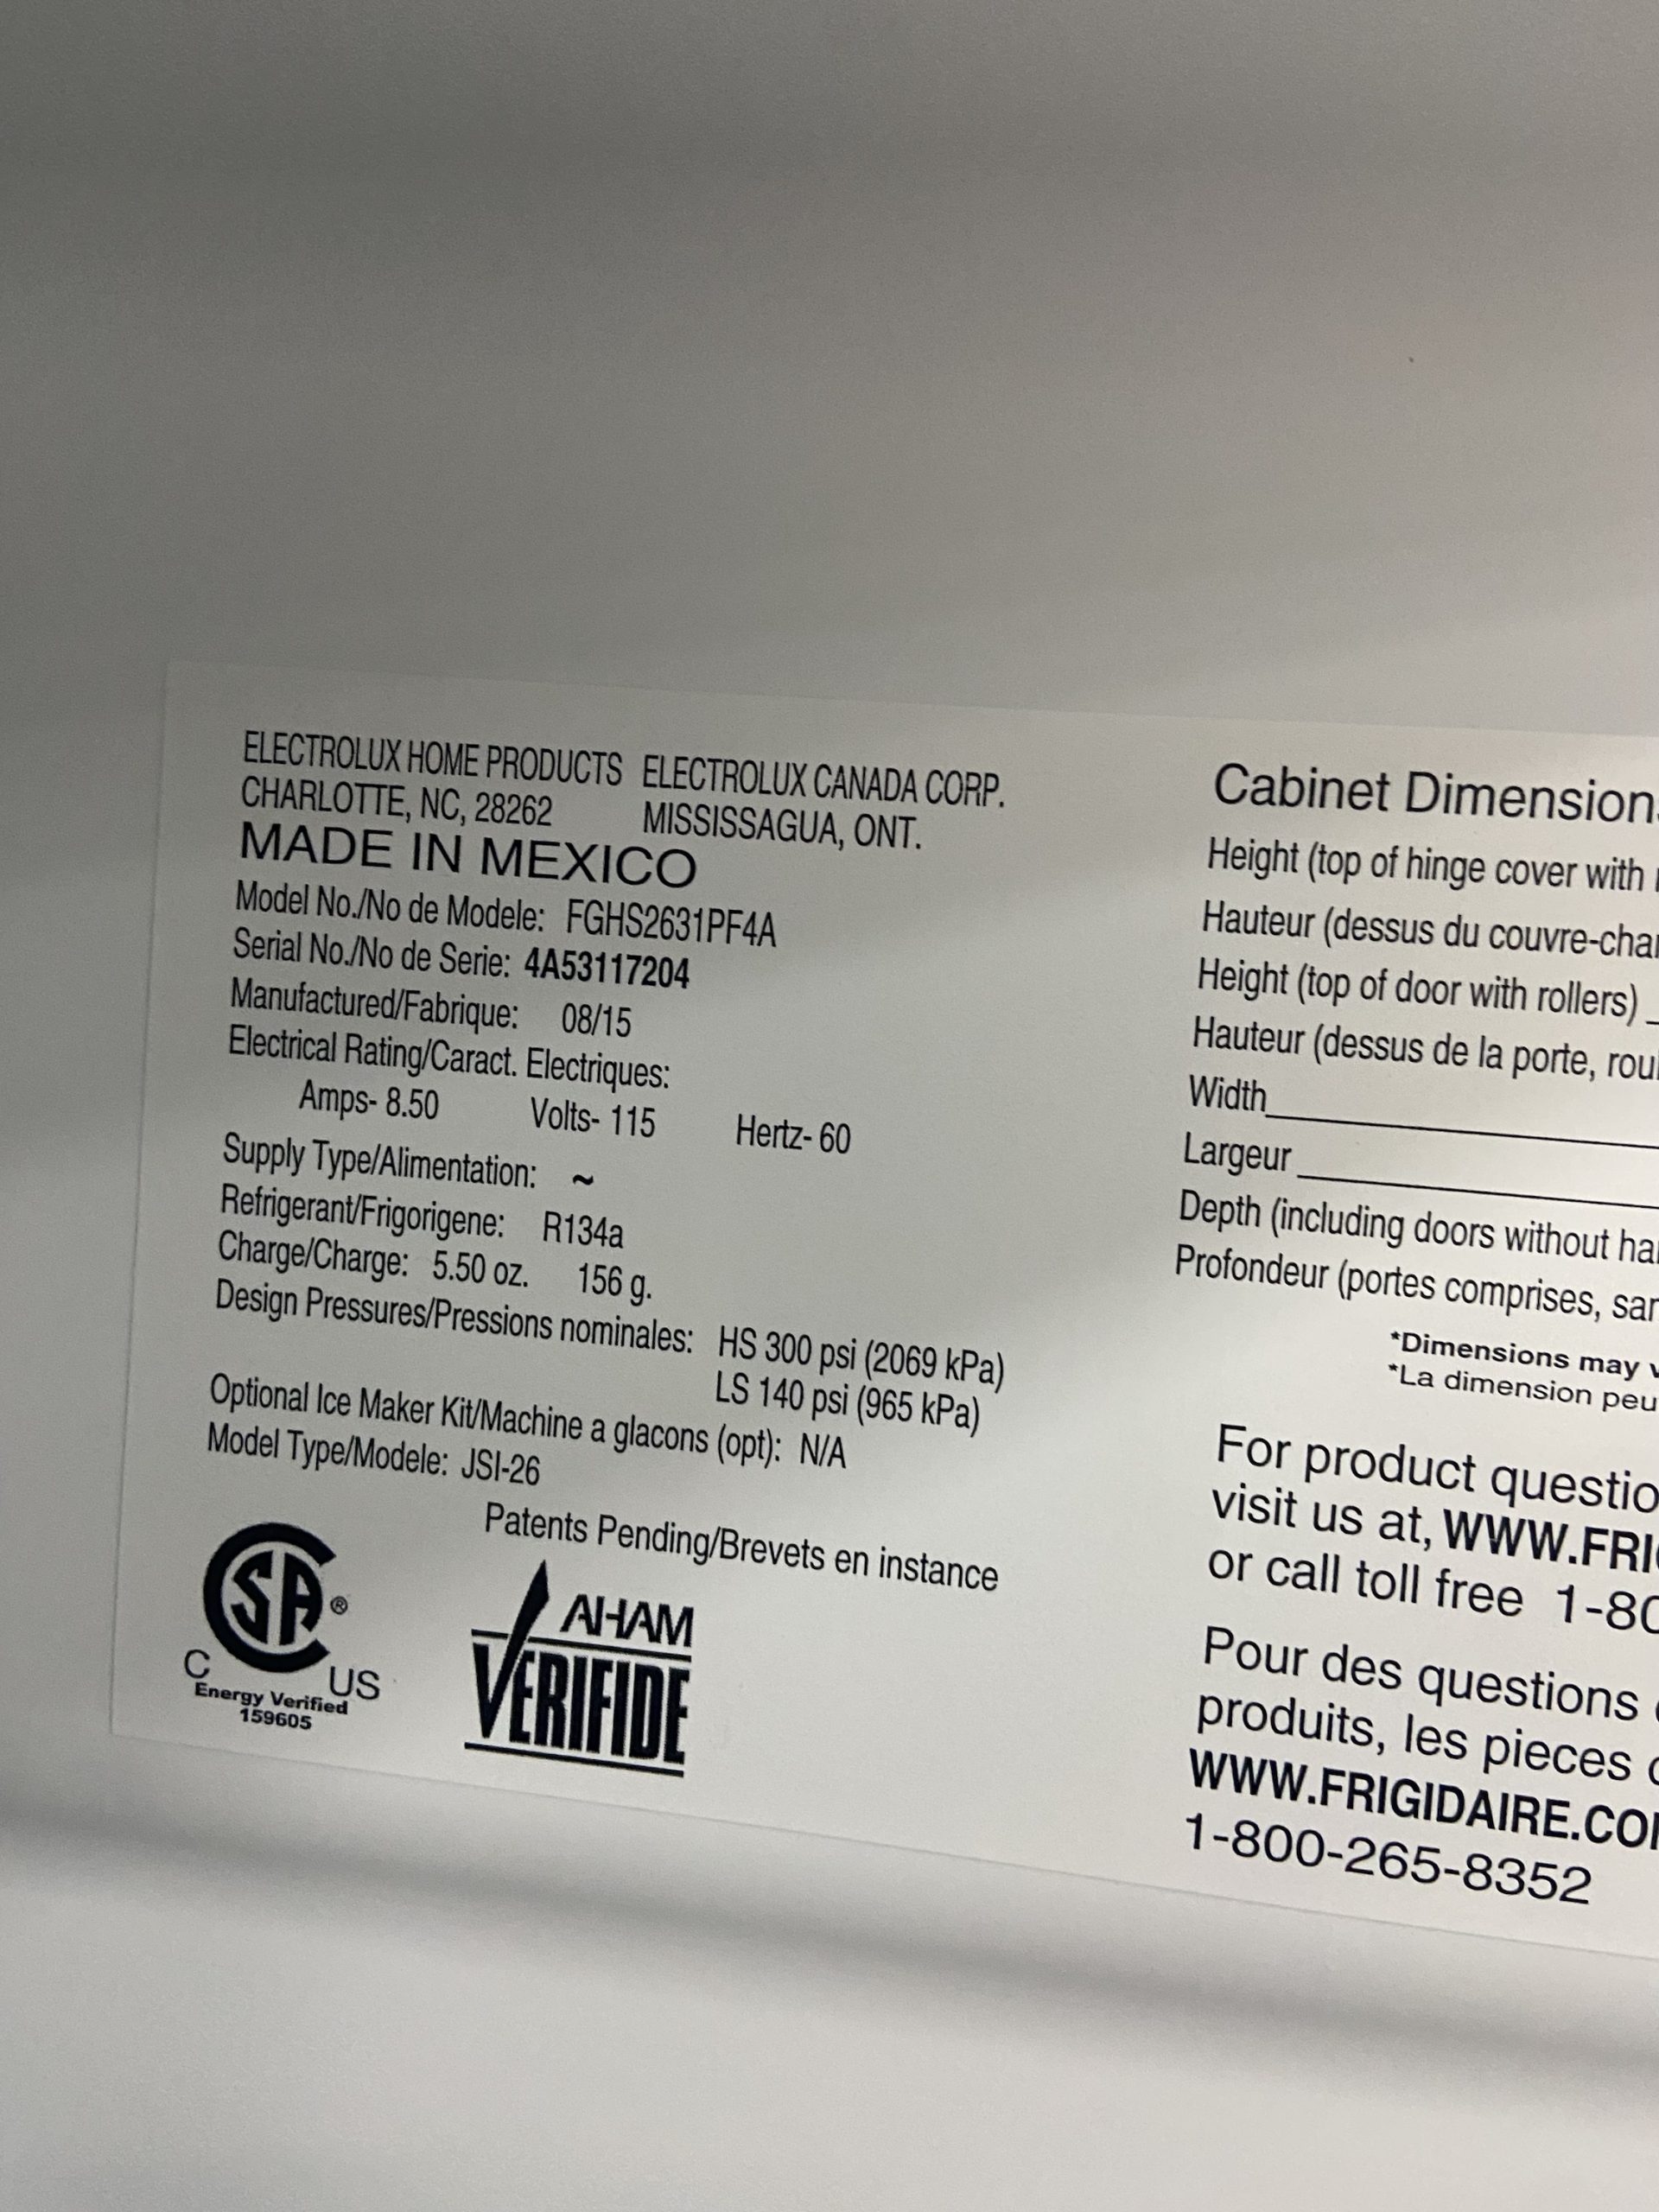 ELECTROLUX HOME PRODUCTS ELECTROLUX CANADA CORP.
CHARLOTTE, NC, 28262 MISSISSAGUA, ONT.
MADE IN MEXICO
Model No./No de Modele: FGHS2631PF4A
Serial No./No de Serie: 4A53117204
Manufactured/Fabrique: 08/15
Electrical Rating/Caract. Electriques:
Amps- 8.50 Volts- 115 Hertz- 60
Supply Type/Alimentation: ~
Refrigerant/Frigorigene: R134a
Charge/Charge: 5.50 oz. 156 g.
Design Pressures/Pressions nominales: HS 300 psi (2069 kPa)
LS 140 psi (965 kPa)
Optional Ice Maker Kit/Machine a glacons (opt): N/A
Model Type/Modele: JSI-26
Patents Pending/Brevets en instance
CSA®
C US
Energy Verified
159605
AHAM
VERIFIDE
Cabinet Dimensions
Height (top of hinge cover with
Hauteur (dessus du couvre-char
Height (top of door with rollers)
Hauteur (dessus de la porte, roul
Width
Largeur
Depth (including doors without ha
Profondeur (portes comprises, san
*Dimensions may
*La dimension peu
For product questio
visit us at, WWW.FRIG
or call toll free 1-80
Pour des questions
produits, les pieces
WWW.FRIGIDAIRE.CO
1-800-265-8352